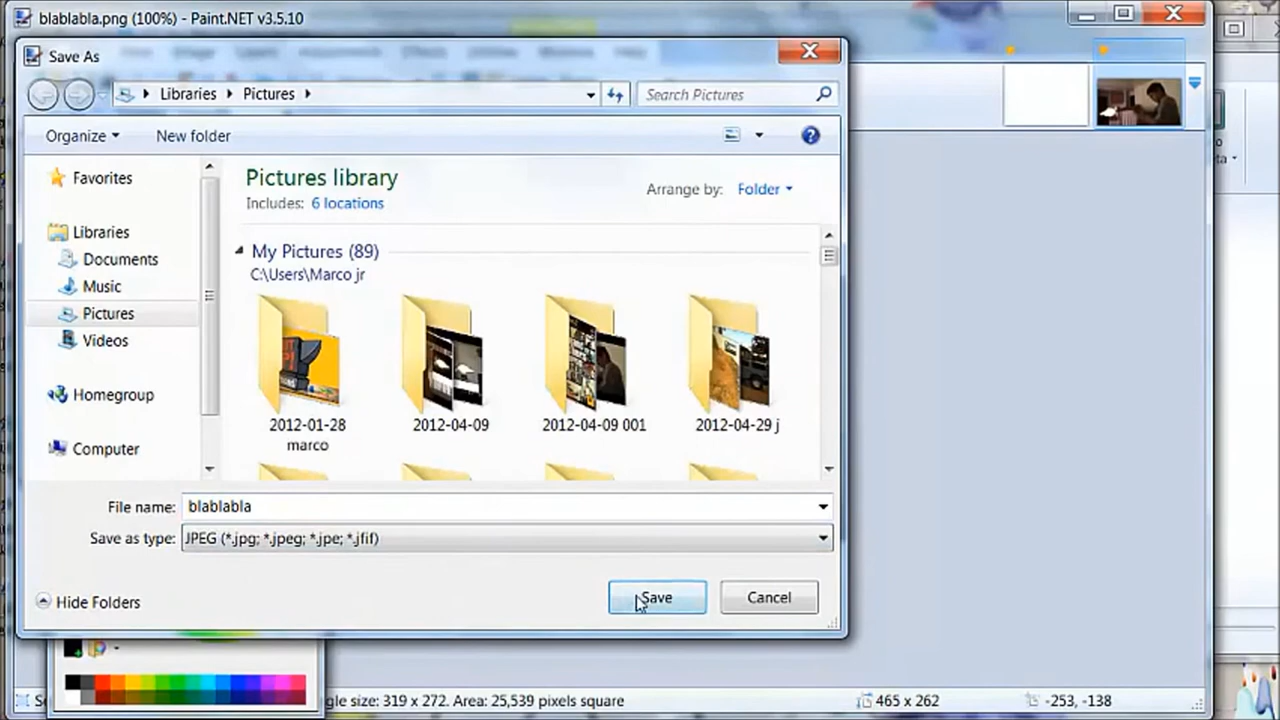 blablabla.png (100%) - Paint.NET v3.5.10
Save As
Libraries Pictures
Search Pictures
Organize
New folder
Favorites
Libraries
Documents
Music
Pictures
Videos
Homegroup
Computer
Pictures library
Includes: 6 locations
Arrange by: Folder
My Pictures (89)
C:\Users\Marco jr
2012-01-28 marco
2012-04-09
2012-04-09 001
2012-04-29 j
File name: blablabla
Save as type: JPEG (*.jpg; *.jpeg; *.jpe; *.jfif)
Hide Folders
Save
Cancel
gle size: 319 x 272. Area: 25,539 pixels square
465 x 262
-253, -138